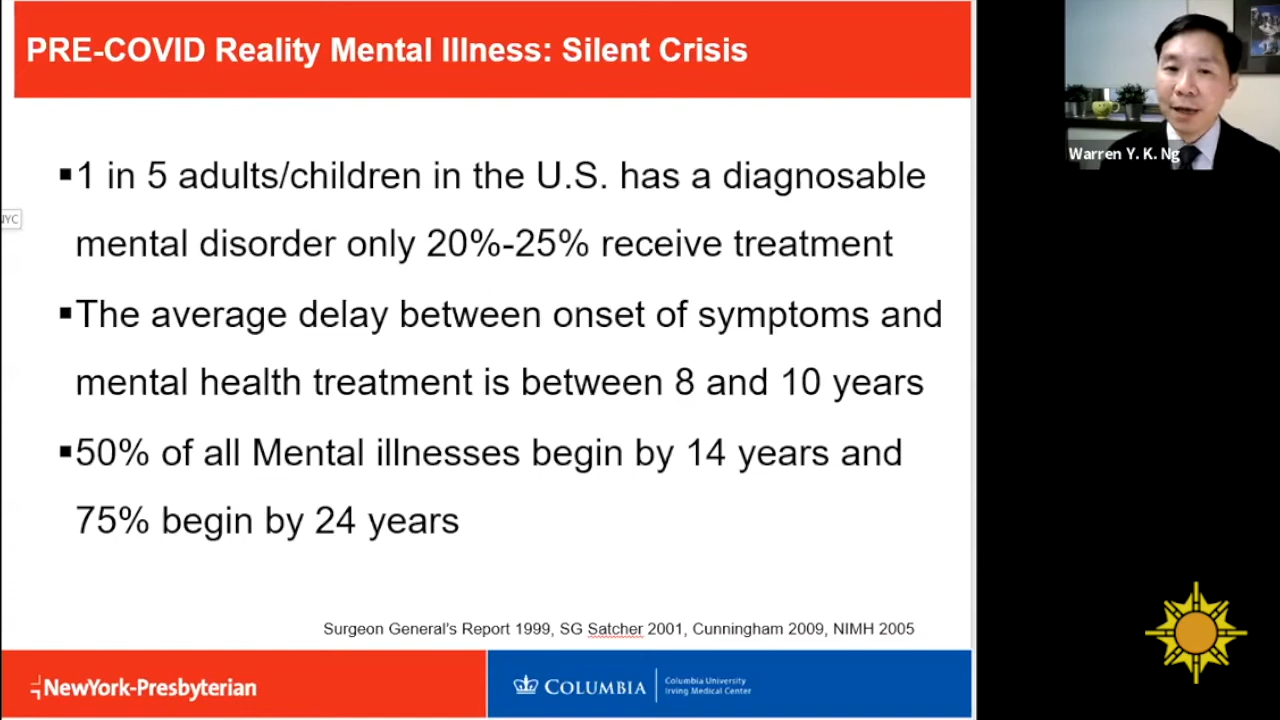 PRE-COVID Reality Mental Illness: Silent Crisis
▪1 in 5 adults/children in the U.S. has a diagnosable
mental disorder only 20%-25% receive treatment
▪The average delay between onset of symptoms and
mental health treatment is between 8 and 10 years
▪50% of all Mental illnesses begin by 14 years and
75% begin by 24 years
Surgeon General's Report 1999, SG Satcher 2001, Cunningham 2009, NIMH 2005
NewYork-Presbyterian
COLUMBIA
Columbia University
Irving Medical Center
Warren Y. K. Ng